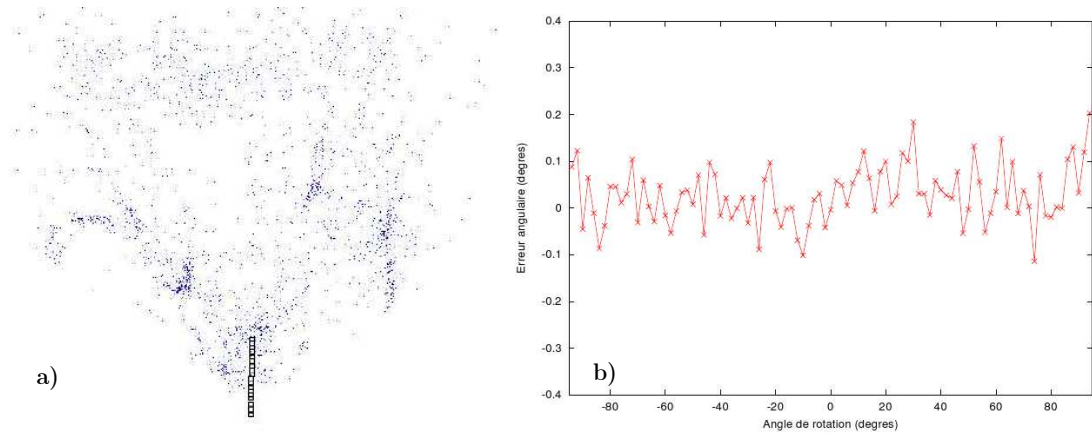 a)
0.4
0.3
0.2
0.1
0
-0.1
-0.2
-0.3
-0.4
Erreur angulaire (degres)
-80 -60 -40 -20 0 20 40 60 80
Angle de rotation (degres)
b)